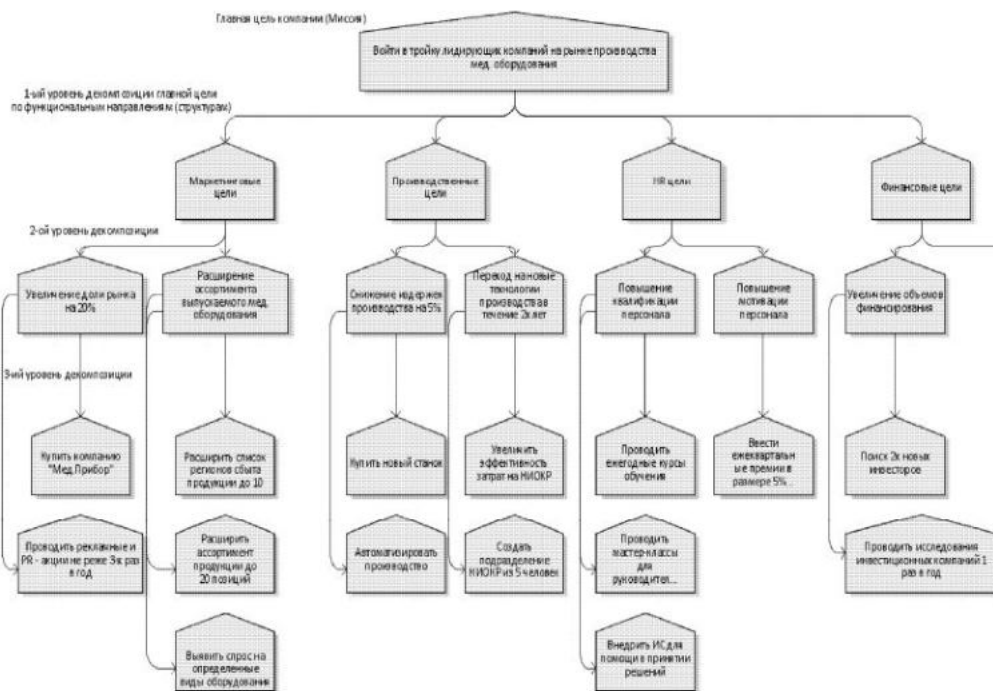 Главная цель компании (Миссия)
Войти в тройку лидирующих компаний на рынке производства
мед. оборудования
1-ый уровень декомпозиции главной цели
по функциональным направлениям (структурам)
Маркетинговые
цели
Производственные
цели
HR цели
Финансовые цели
2-ой уровень декомпозиции
Увеличение доли рынка
на 20%
Расширение
ассортимента
выпускаемого мед.
оборудования
Снижение издержек
производства на 5%
Переход на новые
технологии
производства в
течение 2х лет
Повышение
квалификации
персонала
Повышение
мотивации
персонала
Увеличение объемов
финансирования
3-ий уровень декомпозиции
Купить компанию
"Мед.Прибор"
Расширить список
регионов сбыта
продукции до 10
Купить новый станок
Увеличить
эффективность
затрат на НИОКР
Проводить
ежегодные курсы
обучения
Ввести
ежеквартальн
ые премии в
размере 5%...
Поиск 2х новых
инвесторов
Проводить рекламные и
PR - акции не реже 3-х раз
в год
Расширить
ассортимент
продукции до
20 позиций
Автоматизировать
производство
Создать
подразделение
НИОКР из 5 человек
Проводить
мастер-классы
для
руководител...
Проводить исследования
инвестиционных компаний 1
раз в год
Выявить спрос на
определенные
виды оборудования
Внедрить ИС для
помощи в принятии
решений